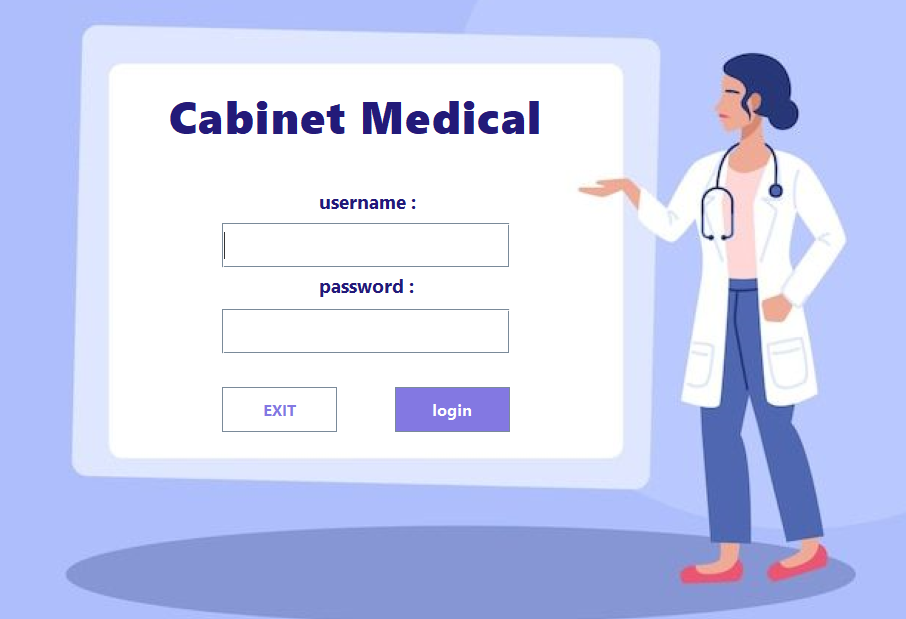 Cabinet Medical
username :
password :
EXIT
login